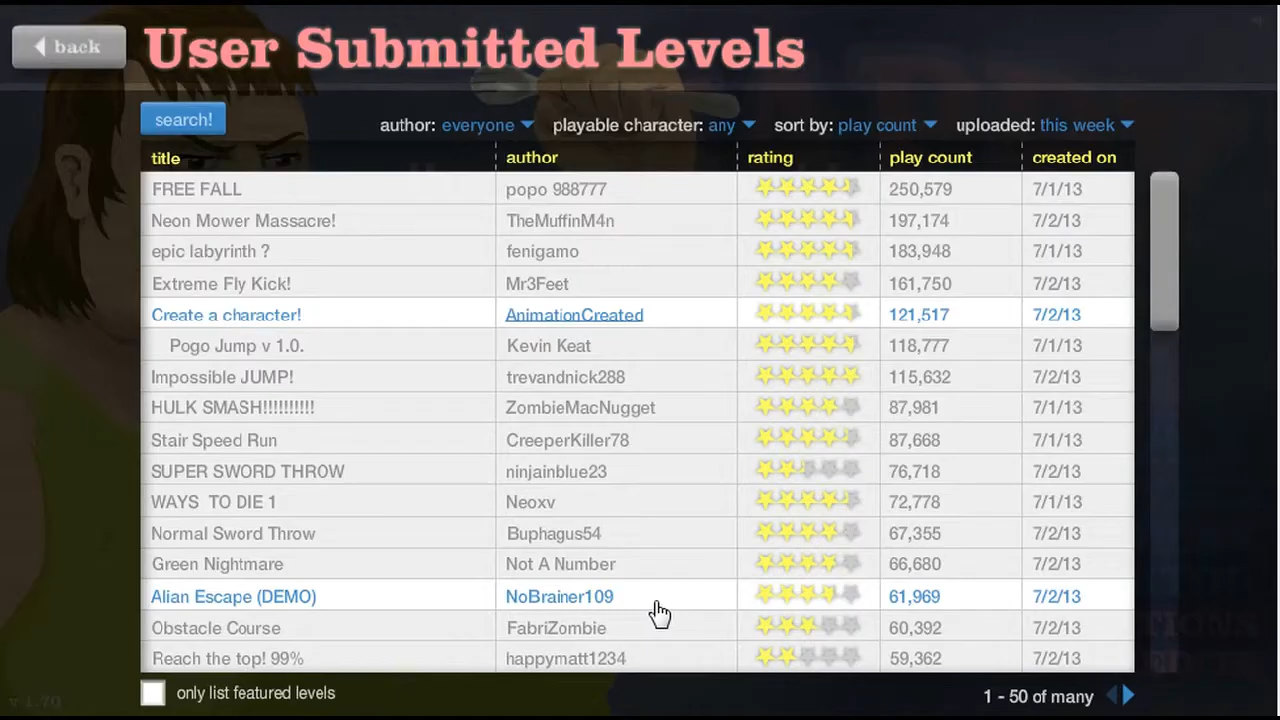 back
User Submitted Levels
search!
author: everyone playable character: any sort by: play count uploaded: this week
title author rating play count created on
FREE FALL popo 988777 250,579 7/1/13
Neon Mower Massacre! TheMuffinM4n 197,174 7/2/13
epic labyrinth ? fenigamo 183,948 7/1/13
Extreme Fly Kick! Mr3Feet 161,750 7/2/13
Create a character! AnimationCreated 121,517 7/2/13
Pogo Jump v 1.0. Kevin Keat 118,777 7/1/13
Impossible JUMP! trevandnick288 115,632 7/2/13
HULK SMASH!!!!!!!!!! ZombieMacNugget 87,981 7/1/13
Stair Speed Run CreeperKiller78 87,668 7/1/13
SUPER SWORD THROW ninjainblue23 76,718 7/2/13
WAYS TO DIE 1 Neoxv 72,778 7/1/13
Normal Sword Throw Buphagus54 67,355 7/2/13
Green Nightmare Not A Number 66,680 7/2/13
Alian Escape (DEMO) NoBrainer109 61,969 7/2/13
Obstacle Course FabriZombie 60,392 7/2/13
Reach the top! 99% happymatt1234 59,362 7/2/13
only list featured levels
1 - 50 of many
v 1.70